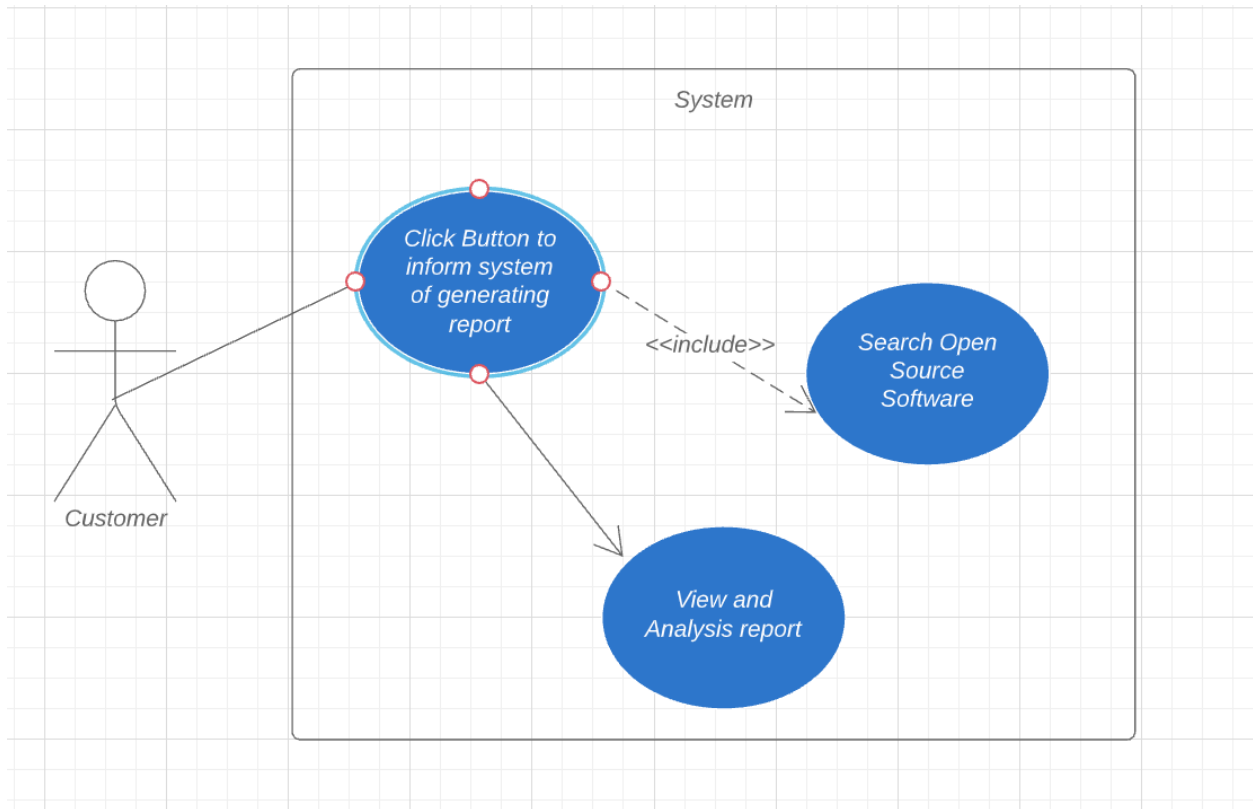 System
Click Button to
inform system
of generating
report
<<include>>
Search Open
Source
Software
Customer
View and
Analysis report